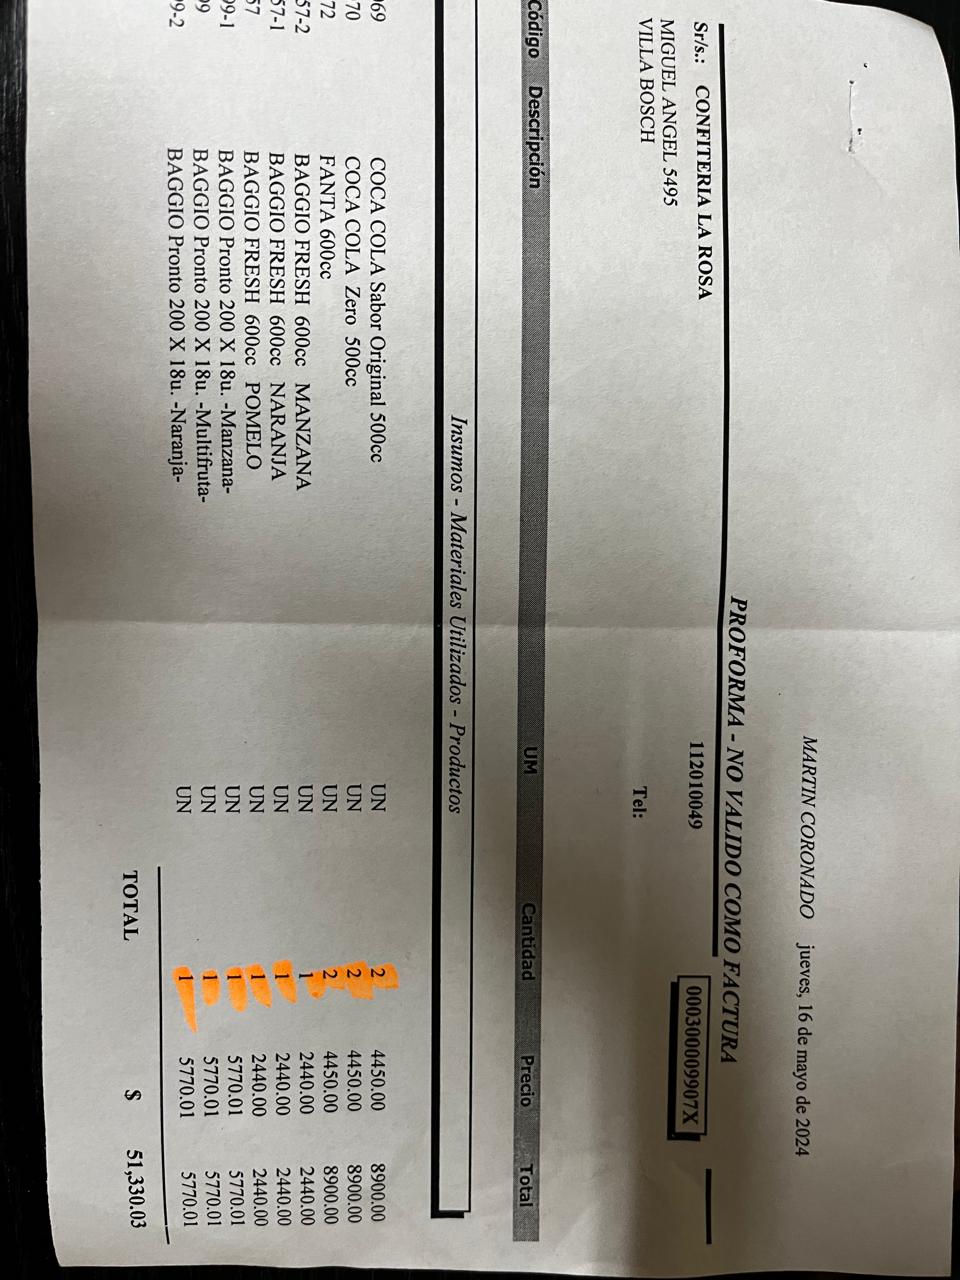 MARTIN CORONADO jueves, 16 de mayo de 2024
PROFORMA - NO VALIDO COMO FACTURA
Sr/s.: CONFITERIA LA ROSA 112010049 000300009907X
MIGUEL ANGEL 5495
VILLA BOSCH Tel:
Código Descripción UM Cantidad Precio Total
Insumos - Materiales Utilizados - Productos
069 COCA COLA Sabor Original 500cc UN 2 4450.00 8900.00
70 COCA COLA Zero 500cc UN 2 4450.00 8900.00
72 FANTA 600cc UN 2 4450.00 8900.00
57-2 BAGGIO FRESH 600cc MANZANA UN 1 2440.00 2440.00
57-1 BAGGIO FRESH 600cc NARANJA UN 1 2440.00 2440.00
57 BAGGIO FRESH 600cc POMELO UN 1 2440.00 2440.00
99-1 BAGGIO Pronto 200 X 18u. -Manzana- UN 1 5770.01 5770.01
99 BAGGIO Pronto 200 X 18u. -Multifruta- UN 1 5770.01 5770.01
99-2 BAGGIO Pronto 200 X 18u. -Naranja- UN 1 5770.01 5770.01
TOTAL $ 51,330.03